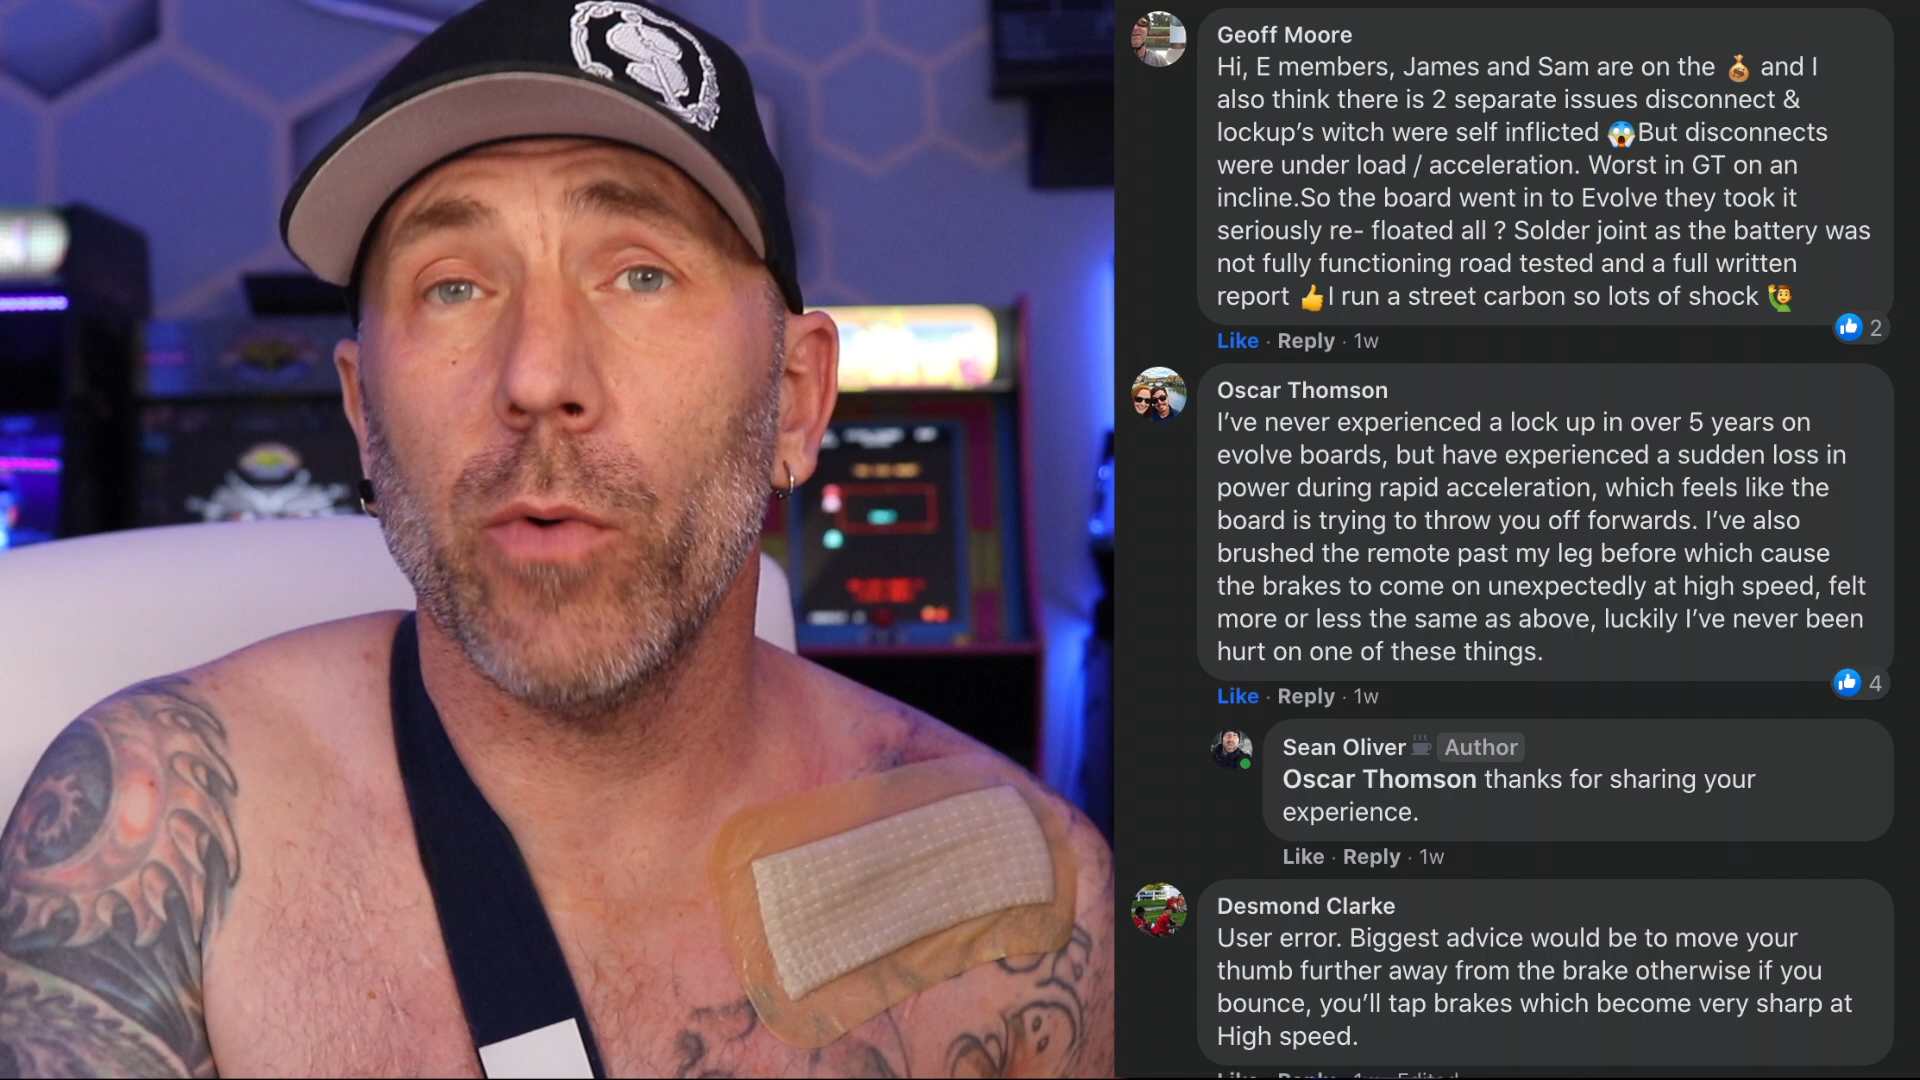 Geoff Moore
Hi, E members, James and Sam are on the 💰 and I
also think there is 2 separate issues disconnect &
lockup’s witch were self inflicted 😱But disconnects
were under load / acceleration. Worst in GT on an
incline.So the board went in to Evolve they took it
seriously re- floated all ? Solder joint as the battery was
not fully functioning road tested and a full written
report 👍I run a street carbon so lots of shock 🙋
2
Like · Reply · 1w
Oscar Thomson
I’ve never experienced a lock up in over 5 years on
evolve boards, but have experienced a sudden loss in
power during rapid acceleration, which feels like the
board is trying to throw you off forwards. I’ve also
brushed the remote past my leg before which cause
the brakes to come on unexpectedly at high speed, felt
more or less the same as above, luckily I’ve never been
hurt on one of these things.
4
Like · Reply · 1w
Sean Oliver Author
Oscar Thomson thanks for sharing your
experience.
Like · Reply · 1w
Desmond Clarke
User error. Biggest advice would be to move your
thumb further away from the brake otherwise if you
bounce, you’ll tap brakes which become very sharp at
High speed.
Like · Reply · 1w · Edited